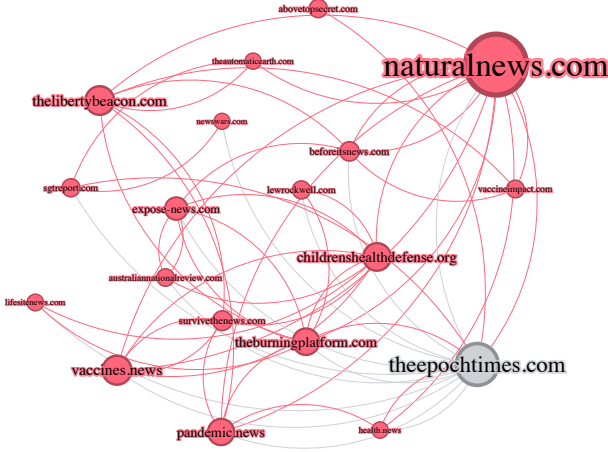 abovetopsecret.com
theautomaticearth.com
naturalnews.com
thelibertybeacon.com
newswars.com
beforeitsnews.com
sgtreport.com
lewrockwell.com
vaccineimpact.com
expose-news.com
childrenshealthdefense.org
australiannationalreview.com
lifesitenews.com
survivethenews.com
theburningplatform.com
vaccines.news
theepochtimes.com
pandemic.news
health.news